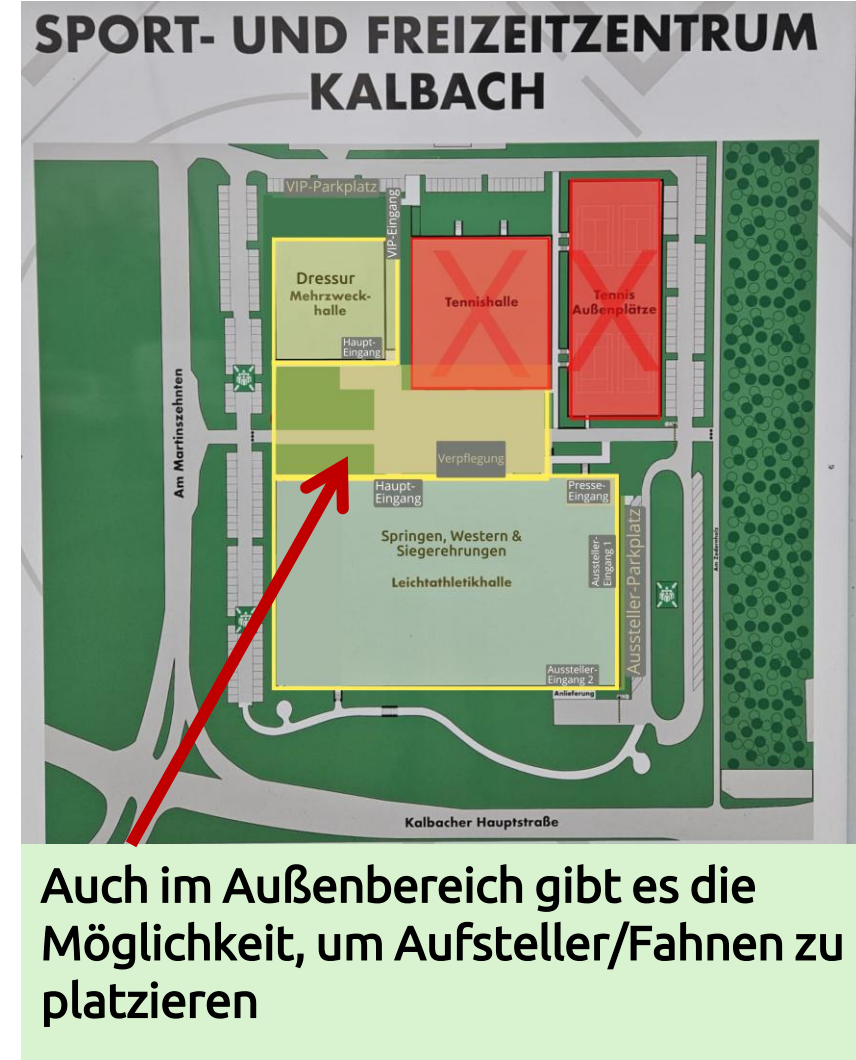 SPORT- UND FREIZEITZENTRUM
KALBACH
VIP-Parkplatz
VIP-Eingang
Dressur
Mehrzweck-
halle
Haupt-
Eingang
Tennishalle
Tennis
Außenplätze
Am Martinszehnten
Verpflegung
Haupt-
Eingang
Presse-
Eingang
Springen, Western &
Siegerehrungen
Leichtathletikhalle
Aussteller-
Eingang 1
Aussteller-Parkplatz
Aussteller-
Eingang 2
Anlieferung
Kalbacher Hauptstraße
Auch im Außenbereich gibt es die
Möglichkeit, um Aufsteller/Fahnen zu
platzieren